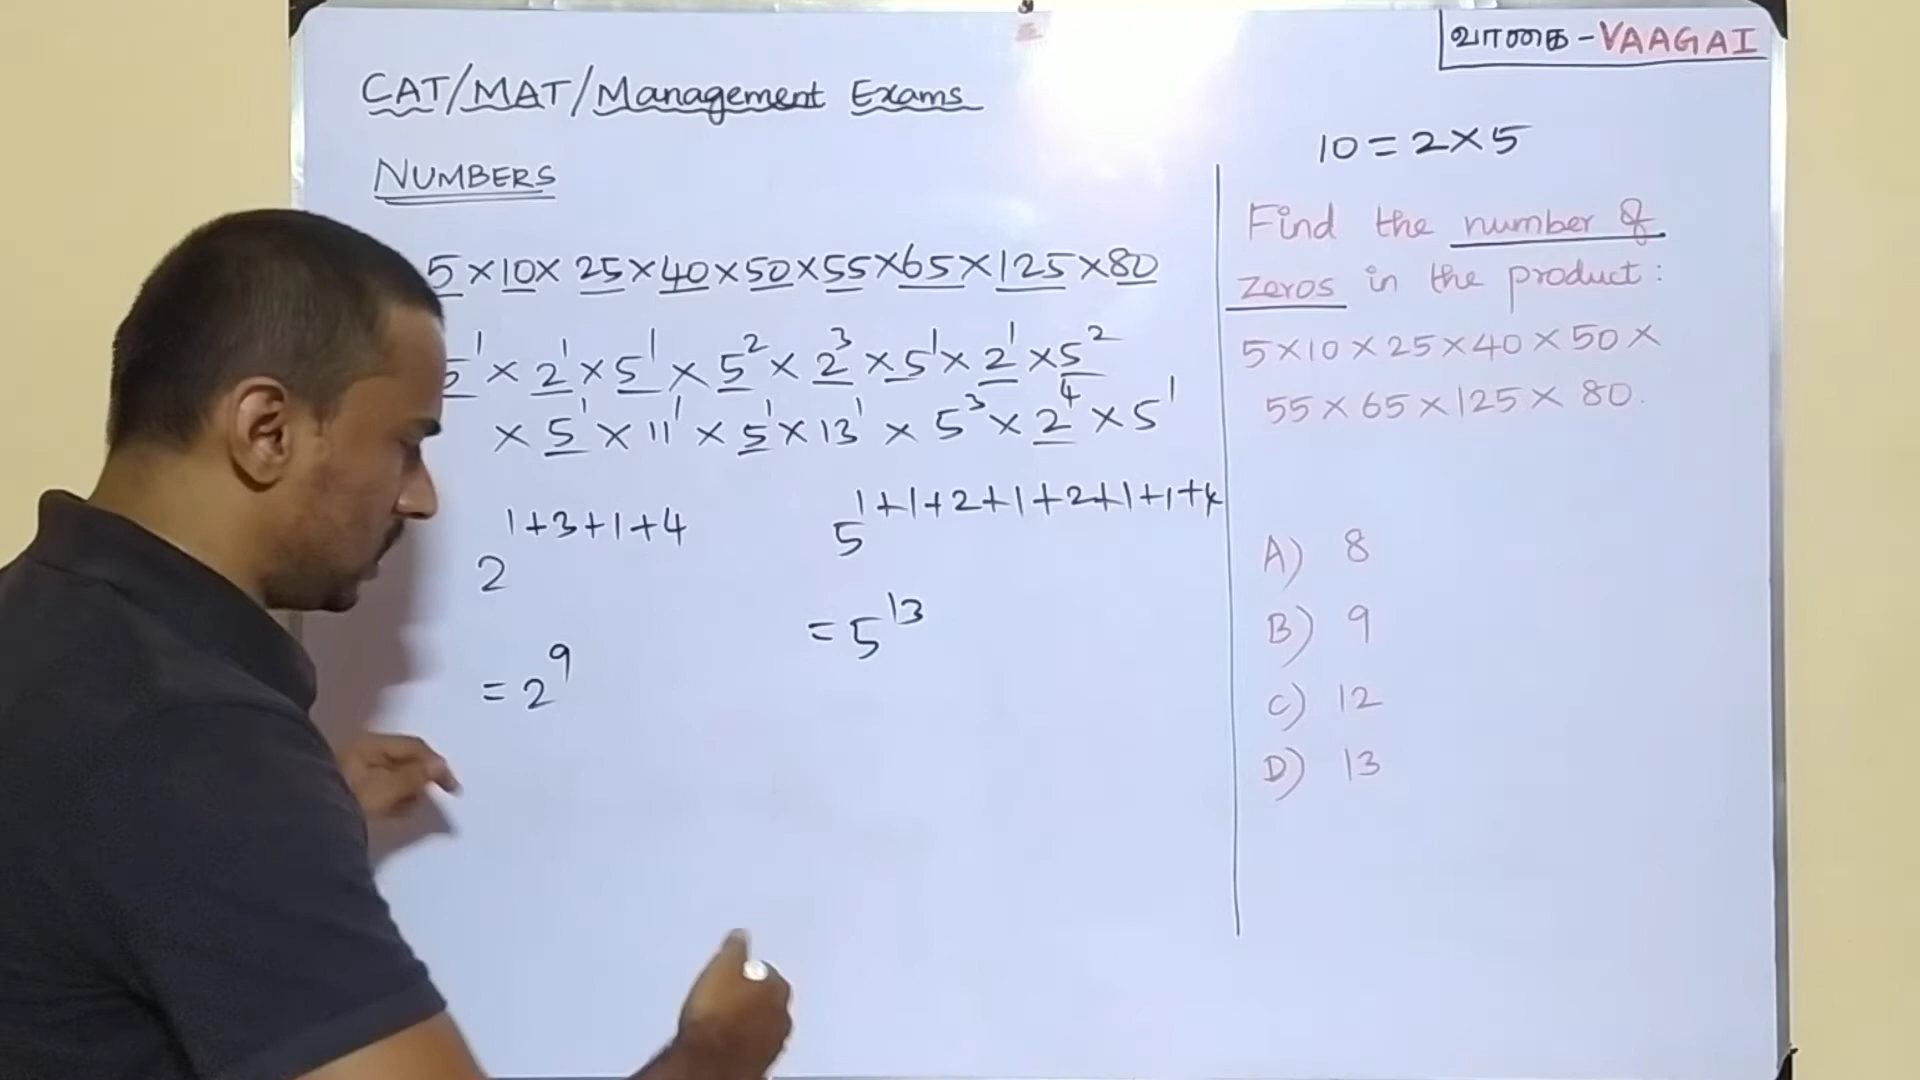 வாகை - VAAGAI
CAT/MAT/Management Exams
NUMBERS
5 × 10 × 25 × 40 × 50 × 55 × 65 × 125 × 80
5¹ × 2¹ × 5¹ × 5² × 2³ × 5¹ × 2¹ × 5²
× 5¹ × 11¹ × 5¹ × 13¹ × 5³ × 2⁴ × 5¹
2^1+3+1+4
= 2⁹
5^1+1+2+1+2+1+1+4
= 5¹³
10 = 2 × 5
Find the number of
zeros in the product :
5 × 10 × 25 × 40 × 50 ×
55 × 65 × 125 × 80.
A) 8
B) 9
C) 12
D) 13